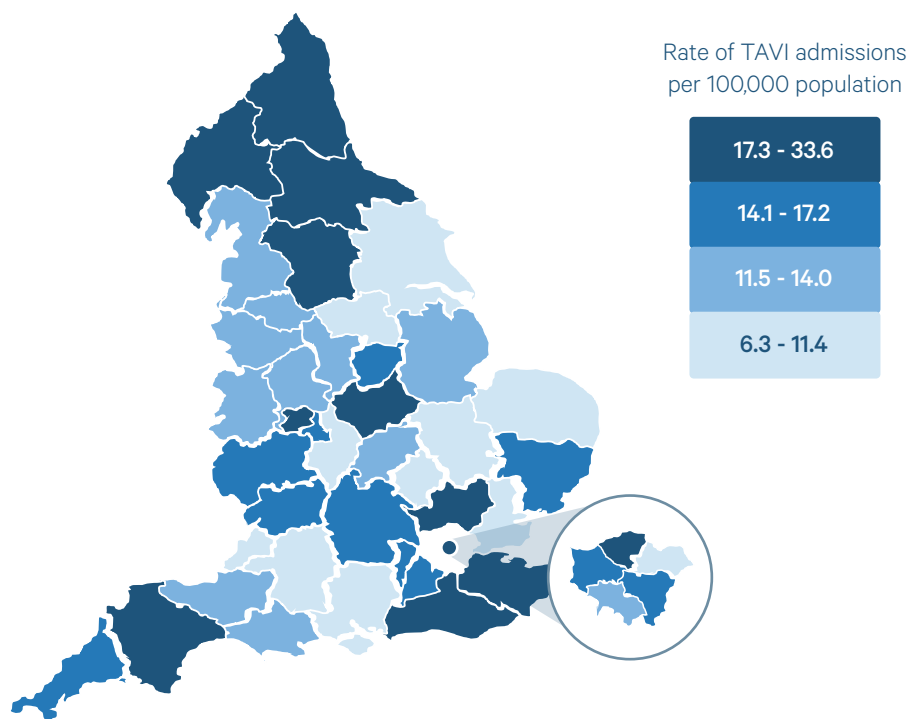 Rate of TAVI admissions
per 100,000 population
17.3 - 33.6
14.1 - 17.2
11.5 - 14.0
6.3 - 11.4